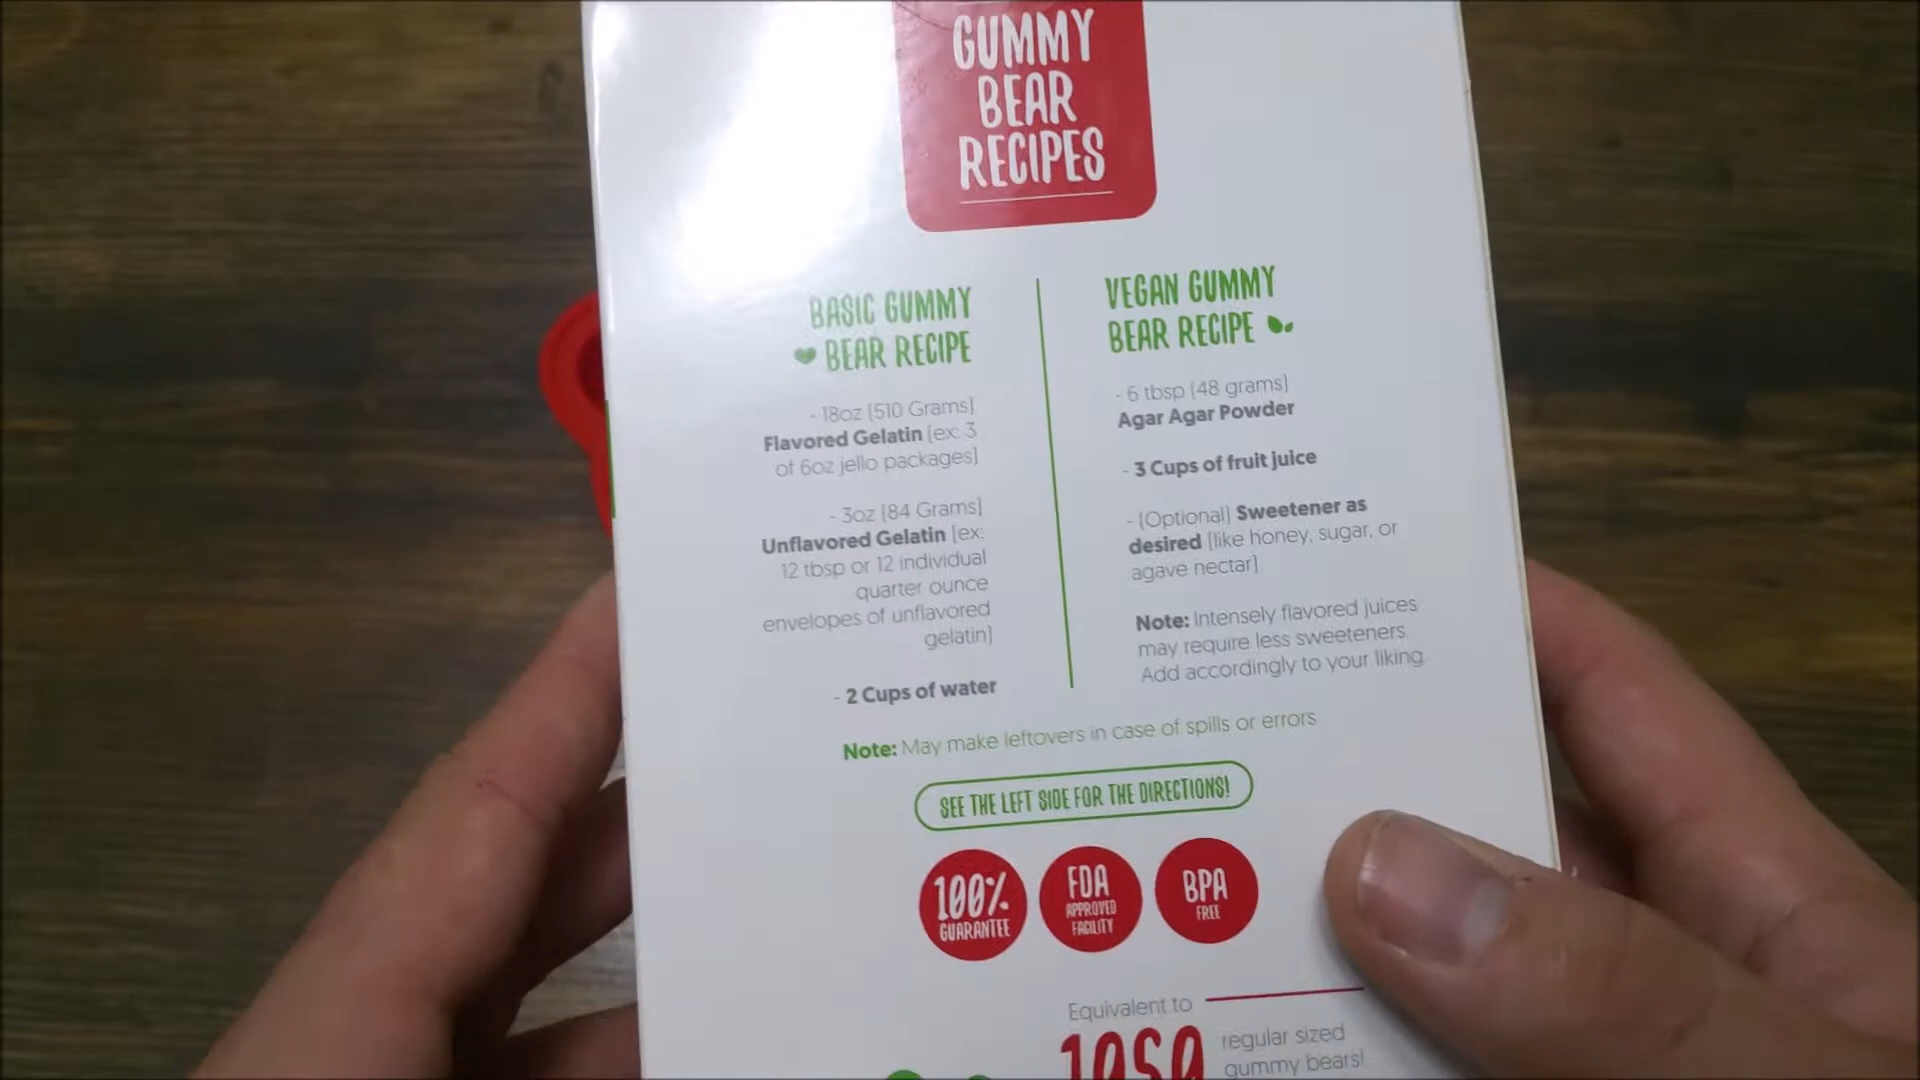 GUMMY
BEAR
RECIPES
BASIC GUMMY
BEAR RECIPE
- 18oz [510 Grams]
Flavored Gelatin [ex: 3
of 6oz jello packages]
- 3oz [84 Grams]
Unflavored Gelatin [ex:
12 tbsp or 12 individual
quarter ounce
envelopes of unflavored
gelatin]
- 2 Cups of water
VEGAN GUMMY
BEAR RECIPE
- 6 tbsp [48 grams]
Agar Agar Powder
- 3 Cups of fruit juice
- [Optional] Sweetener as
desired [like honey, sugar, or
agave nectar]
Note: Intensely flavored juices
may require less sweeteners.
Add accordingly to your liking
Note: May make leftovers in case of spills or errors
SEE THE LEFT SIDE FOR THE DIRECTIONS!
100%
GUARANTEE
FDA
APPROVED
FACILITY
BPA
FREE
Equivalent to
regular sized
gummy bears!